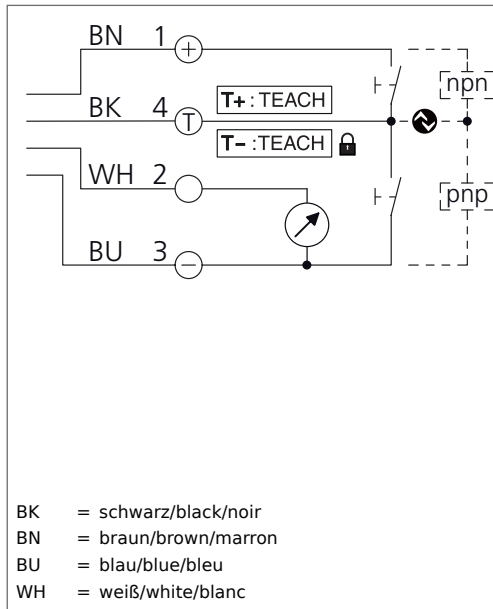 BN 1 +
T+ : TEACH npn
BK 4 T
T– : TEACH
WH 2 pnp
BU 3 –
BK = schwarz/black/noir
BN = braun/brown/marron
BU = blau/blue/bleu
WH = weiß/white/blanc